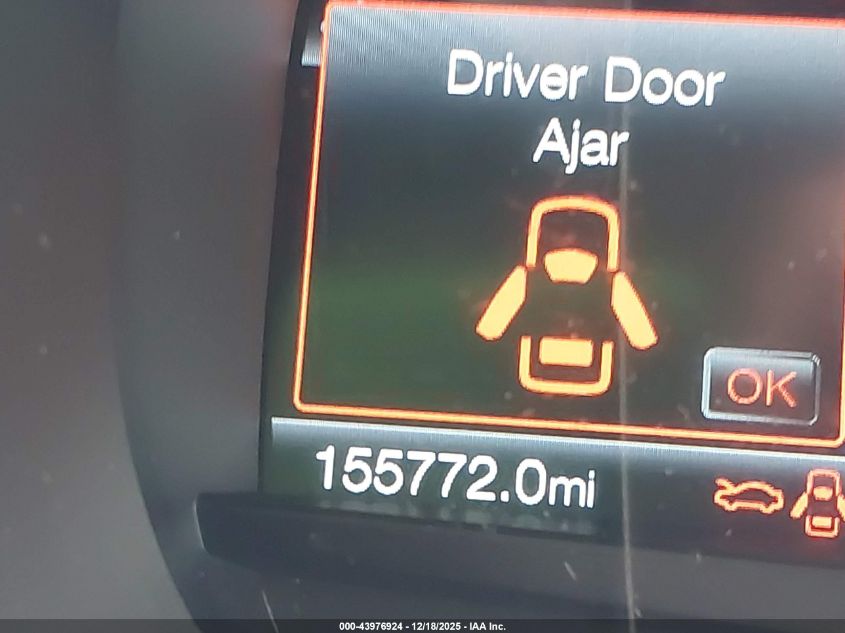 Driver Door
Ajar
OK
155772.0mi
000-43976924 - 12/18/2025 - IAA Inc.